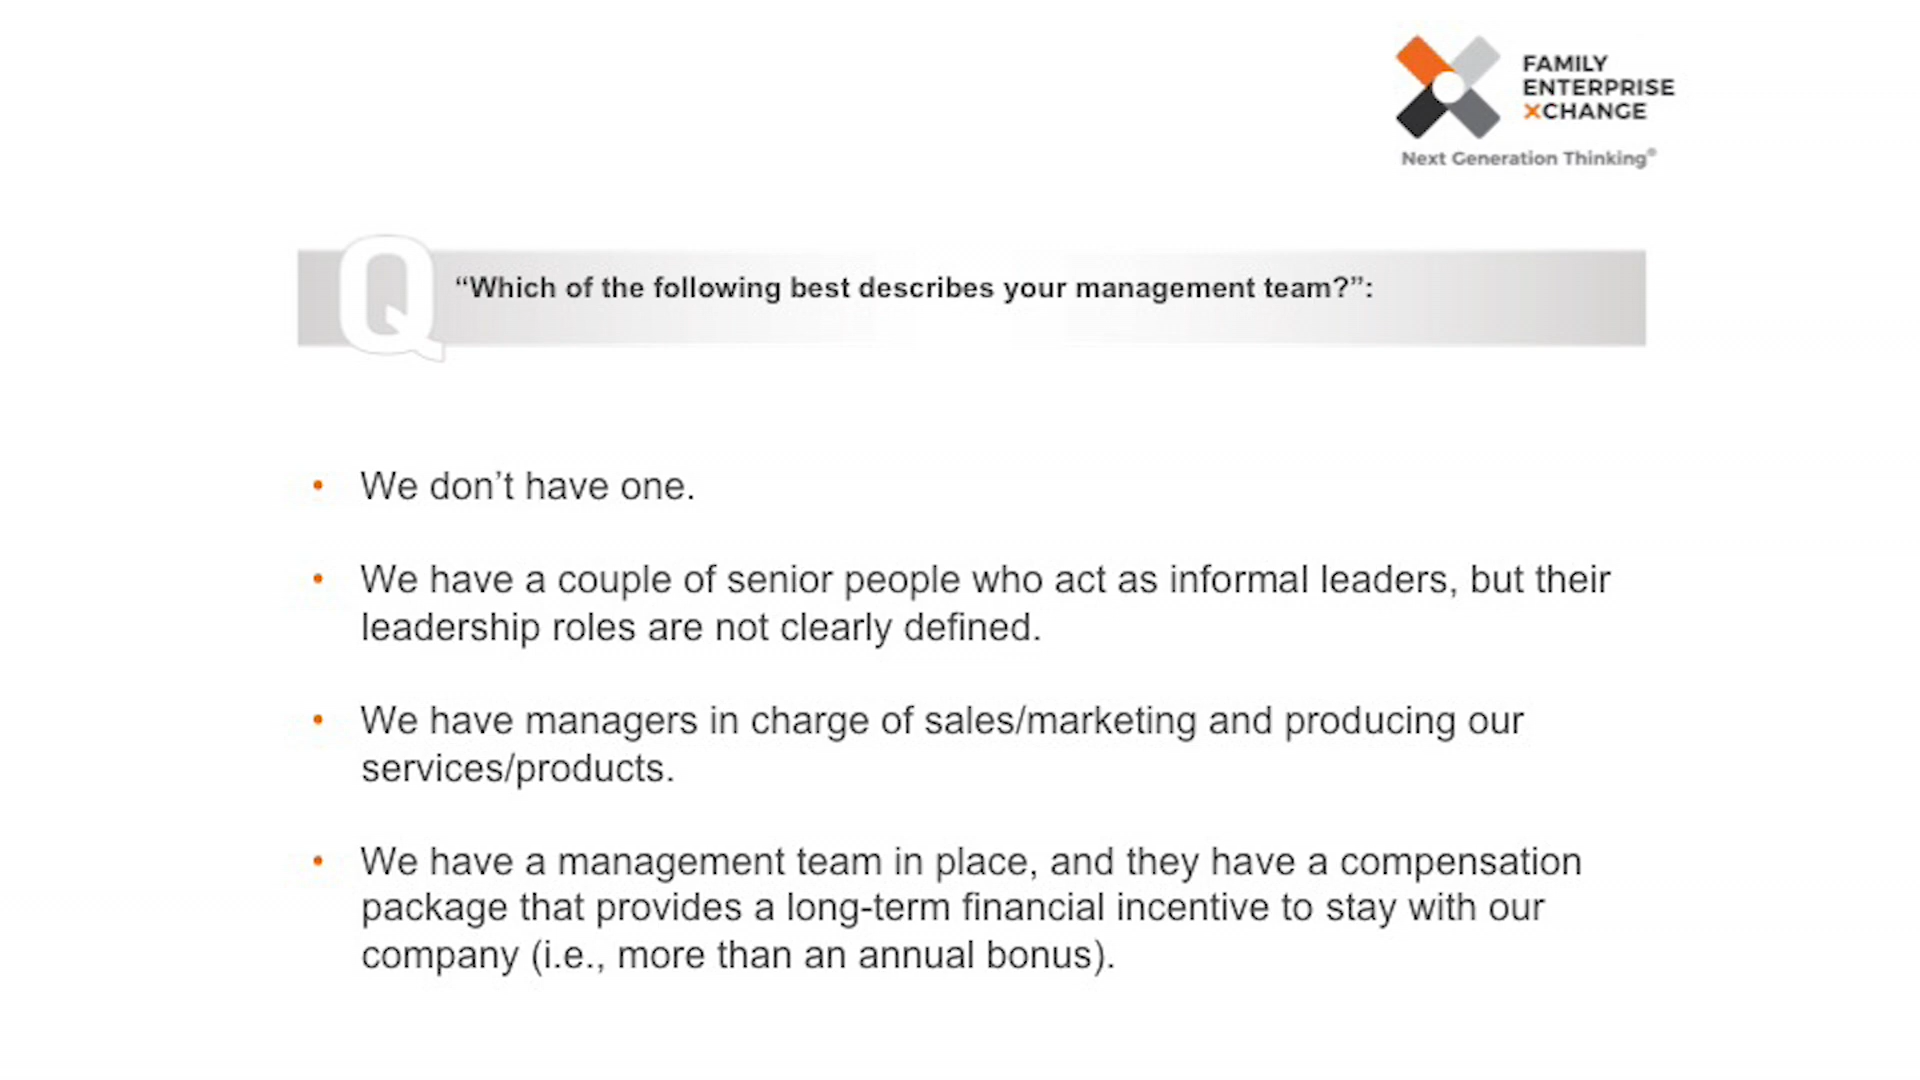 FAMILY
ENTERPRISE
XCHANGE
Next Generation Thinking®
Q
“Which of the following best describes your management team?”:
• We don’t have one.
• We have a couple of senior people who act as informal leaders, but their
leadership roles are not clearly defined.
• We have managers in charge of sales/marketing and producing our
services/products.
• We have a management team in place, and they have a compensation
package that provides a long-term financial incentive to stay with our
company (i.e., more than an annual bonus).